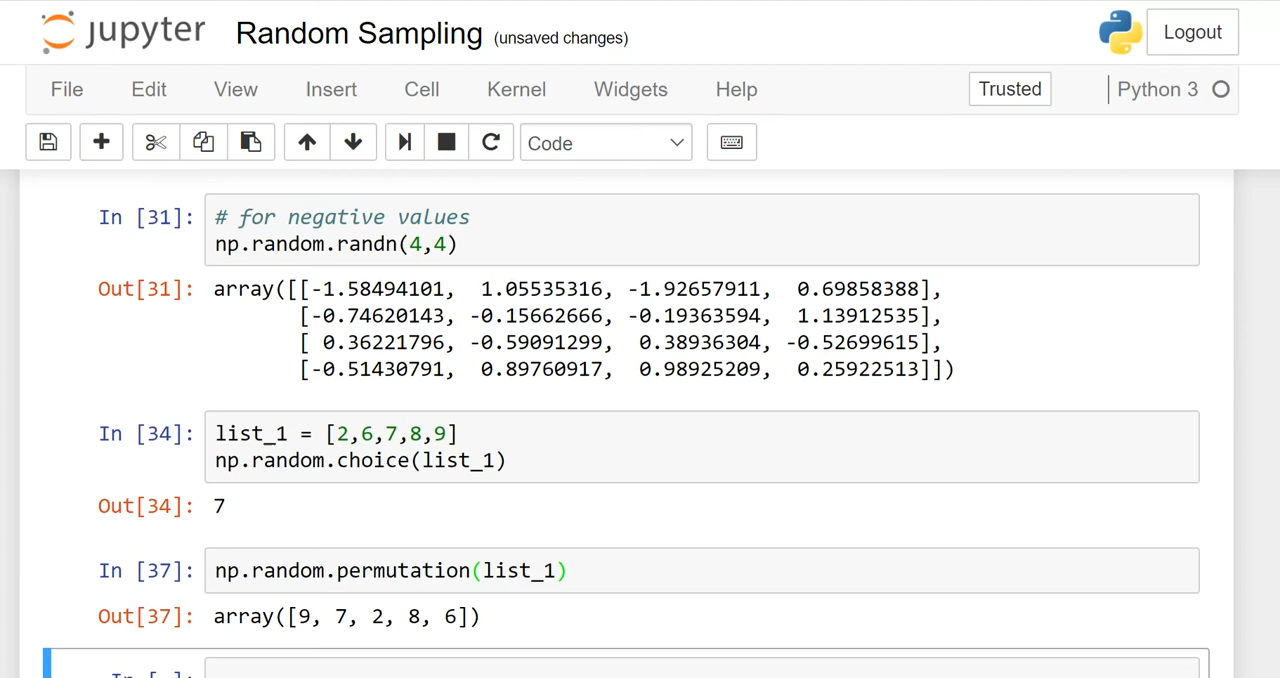 jupyter Random Sampling (unsaved changes) Logout
File Edit View Insert Cell Kernel Widgets Help Trusted Python 3
Code
In [31]: # for negative values
np.random.randn(4,4)
Out[31]: array([[-1.58494101,  1.05535316, -1.92657911,  0.69858388],
[-0.74620143, -0.15662666, -0.19363594,  1.13912535],
[ 0.36221796, -0.59091299,  0.38936304, -0.52699615],
[-0.51430791,  0.89760917,  0.98925209,  0.25922513]])
In [34]: list_1 = [2,6,7,8,9]
np.random.choice(list_1)
Out[34]: 7
In [37]: np.random.permutation(list_1)
Out[37]: array([9, 7, 2, 8, 6])
In [ ]: